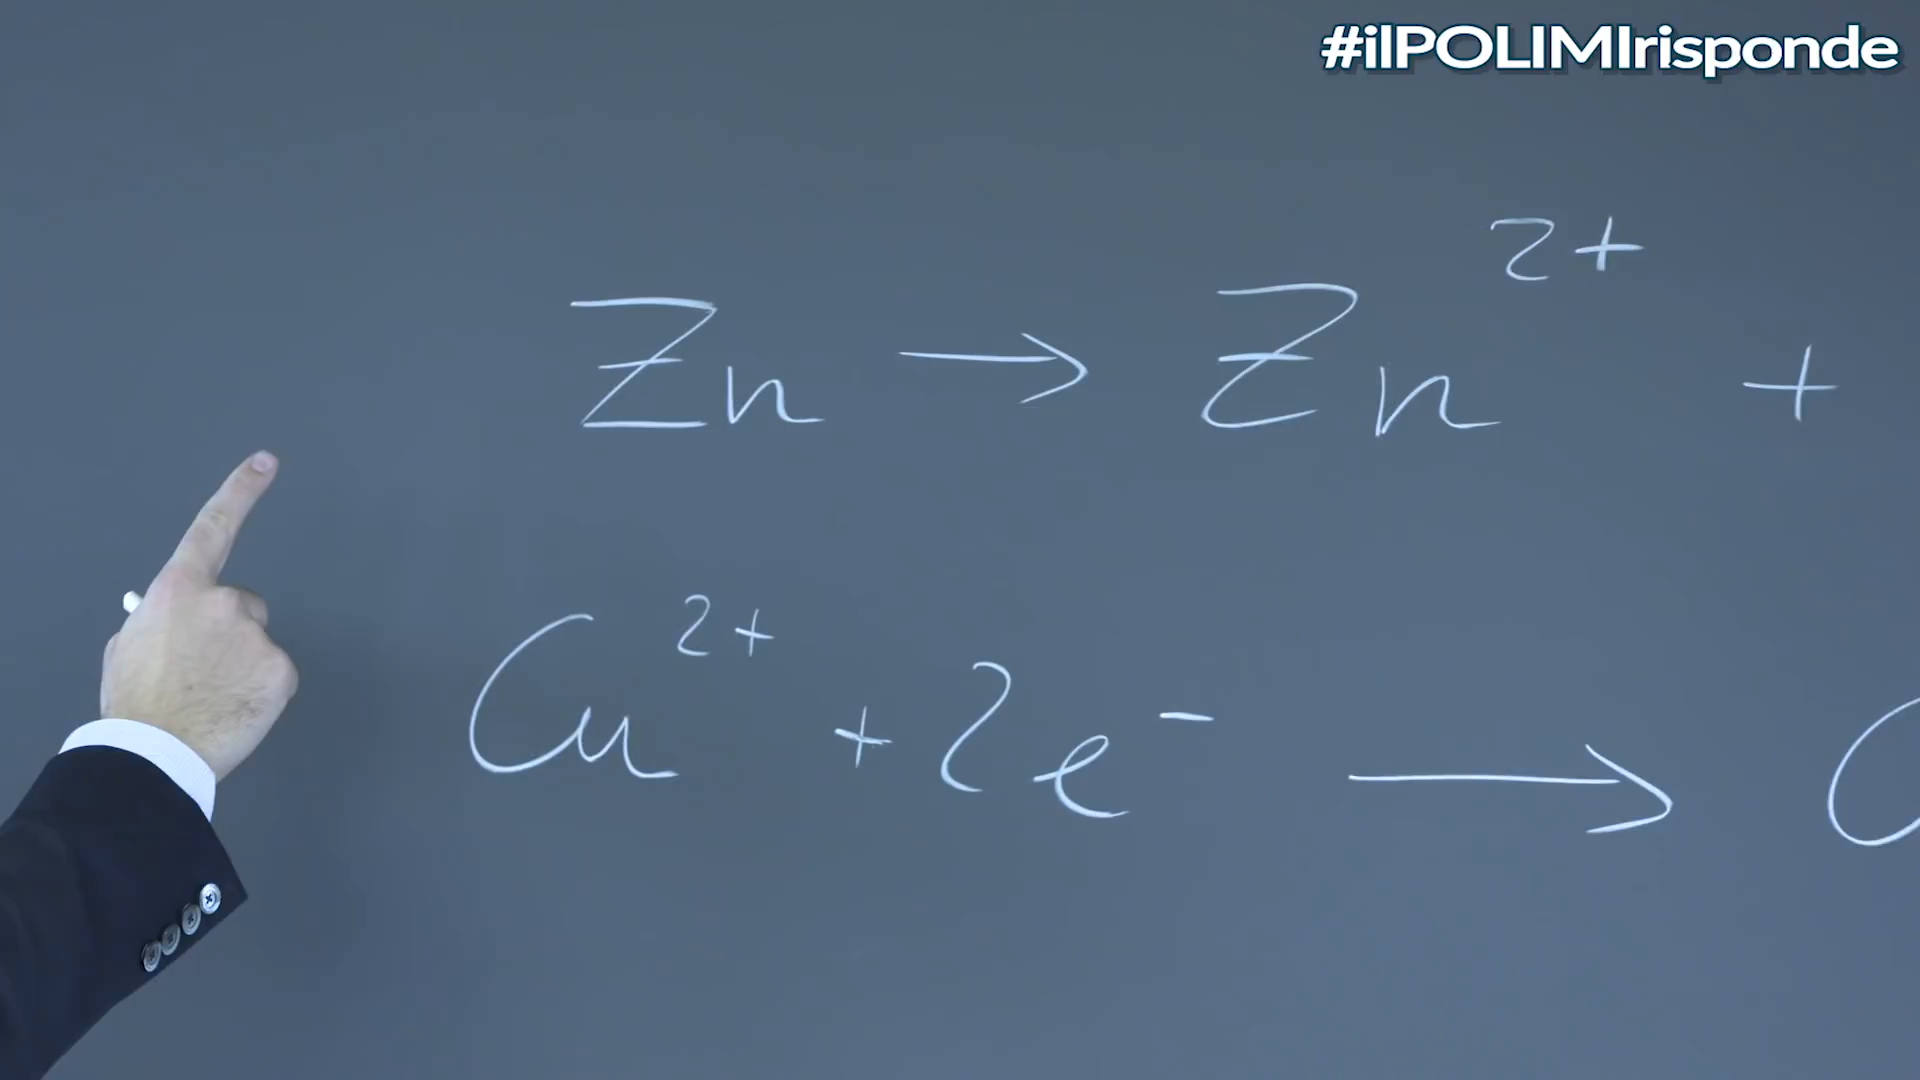 #ilPOLIMIrisponde
Zn → Zn²⁺ +
Cu²⁺ + 2e⁻ → C